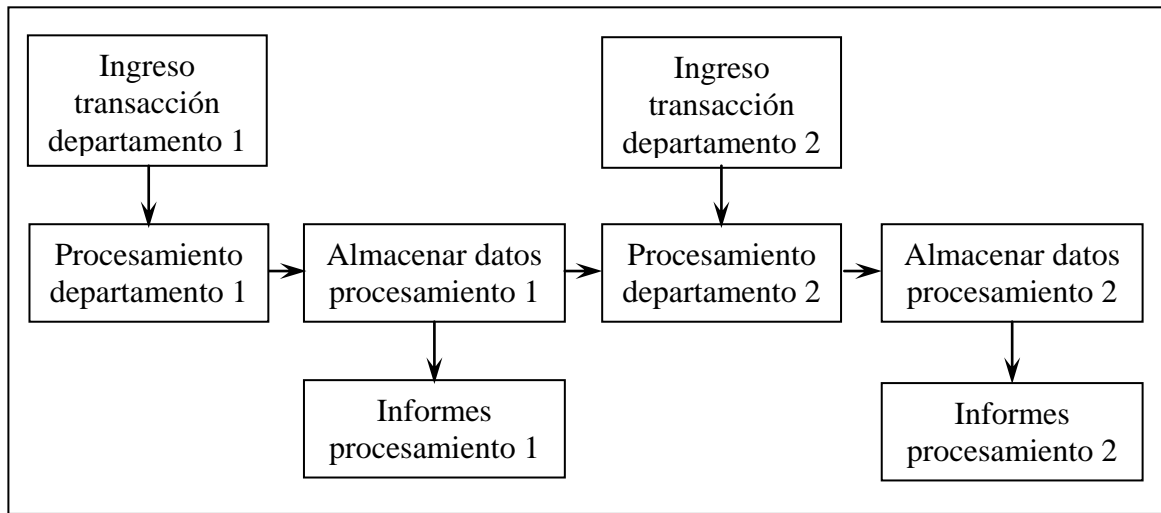 Ingreso
transacción
departamento 1
Ingreso
transacción
departamento 2
Procesamiento
departamento 1
Almacenar datos
procesamiento 1
Procesamiento
departamento 2
Almacenar datos
procesamiento 2
Informes
procesamiento 1
Informes
procesamiento 2